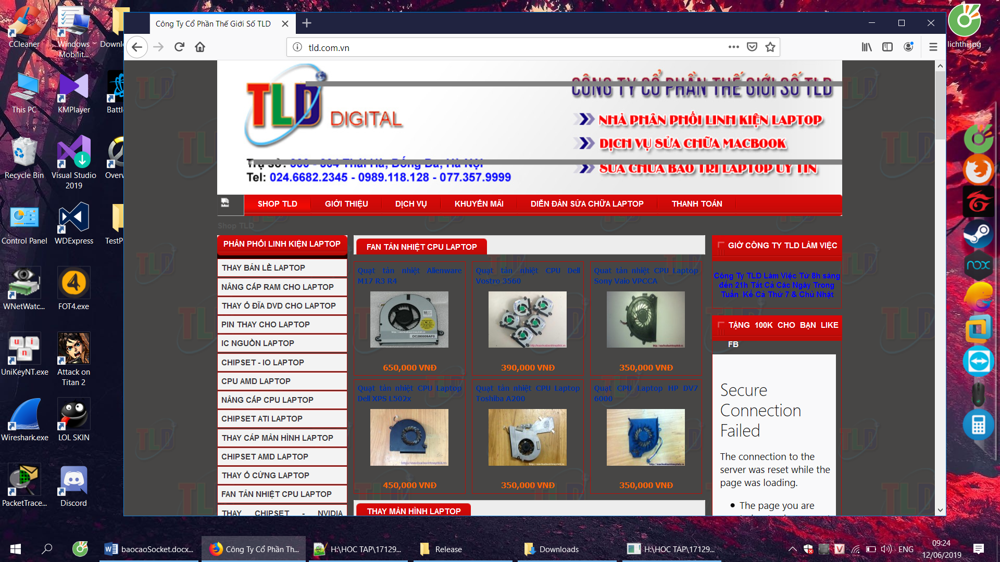 CCleaner
Windows
Mobilit...
Downl
This PC
KMPlayer
Battl
Recycle Bin
Visual Studio
2019
Overv
Control Panel
WDExpress
TestP
WNetWatc...
FOT4.exe
UniKeyNT.exe
Attack on
Titan 2
Wireshark.exe
LOL SKIN
PacketTrace...
Discord
lichthi.jpg
Công Ty Cổ Phần Thế Giới Số TLD
tld.com.vn
TLD DIGITAL
CÔNG TY CỔ PHẦN THẾ GIỚI SỐ TLD
NHÀ PHÂN PHỐI LINH KIỆN LAPTOP
DỊCH VỤ SỬA CHỮA MACBOOK
SỬA CHỮA BẢO TRÌ LAPTOP UY TÍN
Trụ sở: 300 - 304 Thái Hà, Đống Đa, Hà Nội
Tel: 024.6682.2345 - 0989.118.128 - 077.357.9999
SHOP TLD
GIỚI THIỆU
DỊCH VỤ
KHUYẾN MÃI
DIỄN ĐÀN SỬA CHỮA LAPTOP
THANH TOÁN
Shop TLD
PHÂN PHỐI LINH KIỆN LAPTOP
THAY BẢN LỀ LAPTOP
NÂNG CẤP RAM CHO LAPTOP
THAY Ổ ĐĨA DVD CHO LAPTOP
PIN THAY CHO LAPTOP
IC NGUỒN LAPTOP
CHIPSET - IO LAPTOP
CPU AMD LAPTOP
NÂNG CẤP CPU LAPTOP
CHIPSET ATI LAPTOP
THAY CÁP MÀN HÌNH LAPTOP
CHIPSET AMD LAPTOP
THAY Ổ CỨNG LAPTOP
FAN TẢN NHIỆT CPU LAPTOP
THAY CHIPSET - NVIDIA
FAN TẢN NHIỆT CPU LAPTOP
Quạt tản nhiệt Alienware
M17 R3 R4
650,000 VNĐ
Quạt tản nhiệt CPU Dell
Vostro 3560
390,000 VNĐ
Quạt tản nhiệt CPU Laptop
Sony Vaio VPCCA
350,000 VNĐ
Quạt tản nhiệt CPU Laptop
Dell XPS L502x
450,000 VNĐ
Quạt tản nhiệt CPU Laptop
Toshiba A200
350,000 VNĐ
Quạt CPU Laptop HP DV7
6000
350,000 VNĐ
THAY MÀN HÌNH LAPTOP
GIỜ CÔNG TY TLD LÀM VIỆC
Công Ty TLD Làm Việc Từ 8h sáng
đến 21h Tất Cả Các Ngày Trong
Tuần Kể Cả Thứ 7 & Chủ Nhật
TẶNG 100K CHO BẠN LIKE
FB
Secure
Connection
Failed
The connection to the
server was reset while the
page was loading.
The page you are
baocaoSocket.docx...
Công Ty Cổ Phần Th...
H:\HOC TAP\17129...
Release
Downloads
H:\HOC TAP\17129...
ENG
09:24
12/06/2019